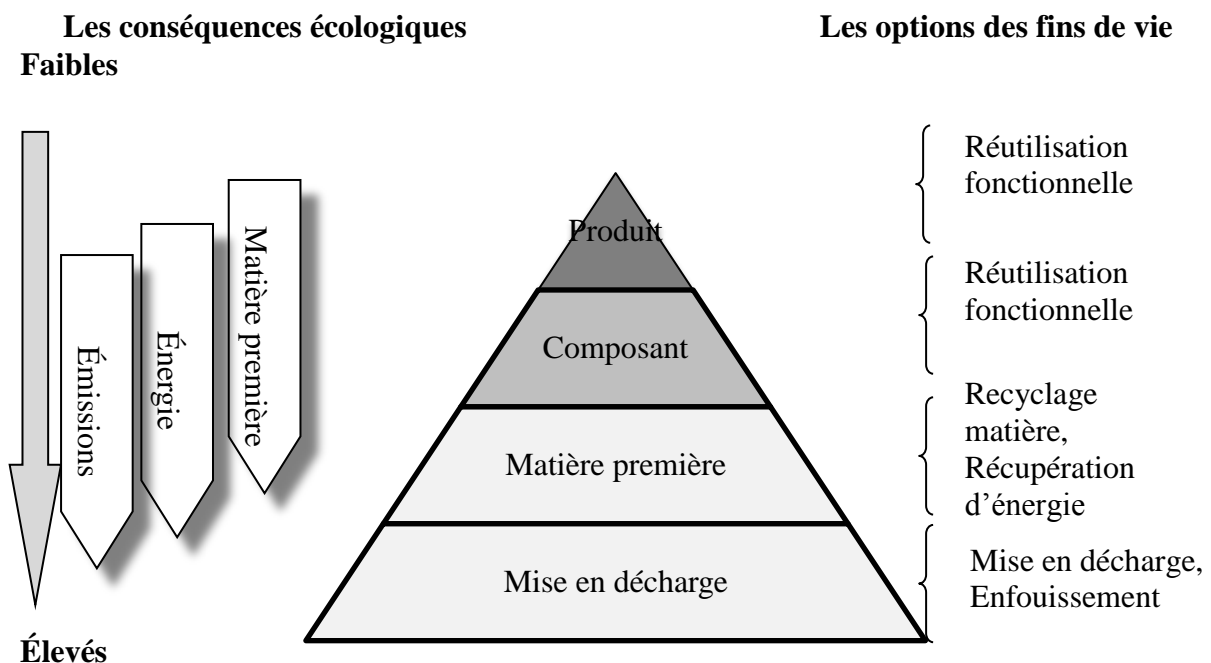 Les conséquences écologiques
Les options des fins de vie
Faibles
Émissions
Énergie
Matière première
Élevés
Produit
Composant
Matière première
Mise en décharge
Réutilisation
fonctionnelle
Réutilisation
fonctionnelle
Recyclage
matière,
Récupération
d’énergie
Mise en décharge,
Enfouissement